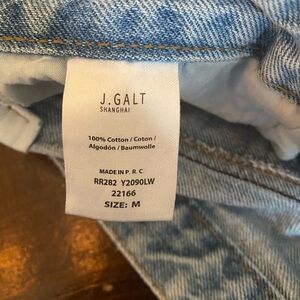 J.GALT
SHANGHAI
100% Cotton / Coton /
Algodón / Baumwolle
MADE IN P. R. C.
RR282 Y2090LW
22166
SIZE: M